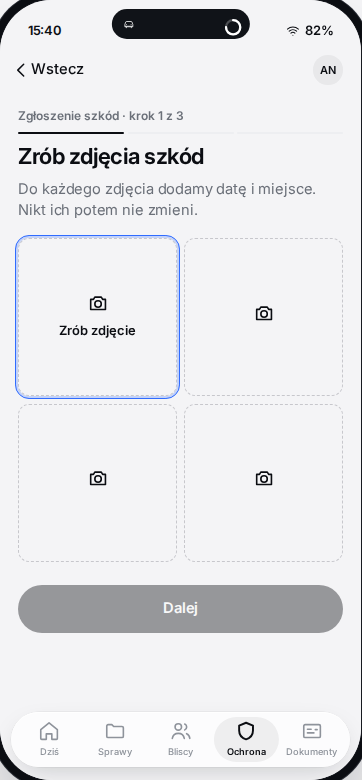 15:40
82%
Wstecz
AN
Zgłoszenie szkód · krok 1 z 3
Zrób zdjęcia szkód
Do każdego zdjęcia dodamy datę i miejsce.
Nikt ich potem nie zmieni.
Zrób zdjęcie
Dalej
Dziś
Sprawy
Bliscy
Ochrona
Dokumenty